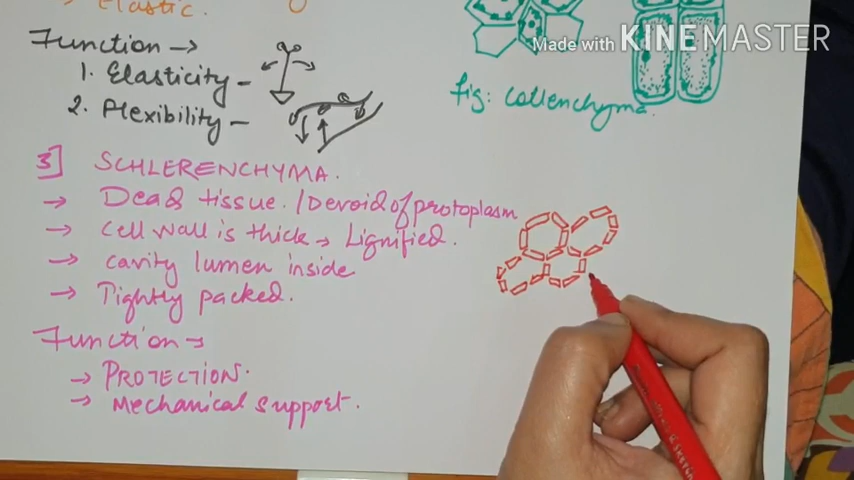 → Elastic.
Function →
1. Elasticity -
2. Flexibility -
fig: collenchyma.
3] SCHLERENCHYMA.
→ Dead tissue. / Devoid of protoplasm
→ Cell wall is thick → Lignified.
→ cavity lumen inside
→ Tightly packed.
Function →
→ PROTECTION.
→ Mechanical support.
Made with KINEMASTER